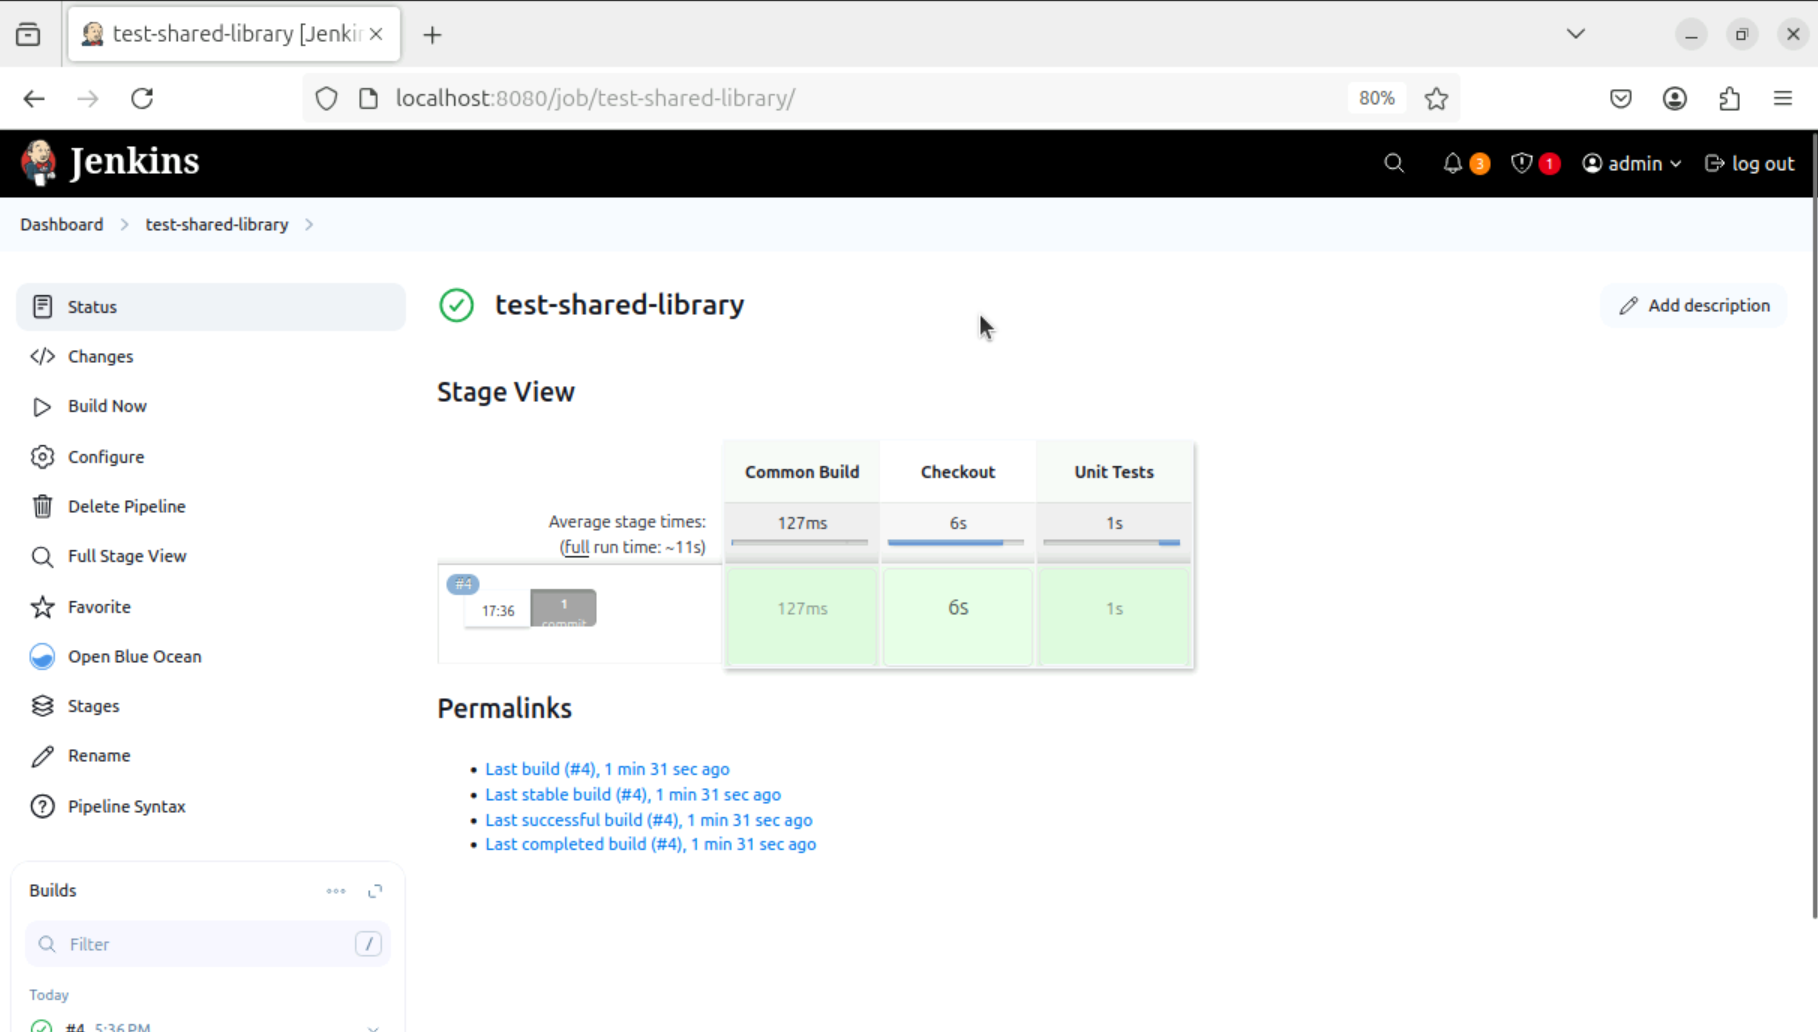 test-shared-library [Jenki
localhost:8080/job/test-shared-library/
80%
Jenkins
3
1
admin
log out
Dashboard
test-shared-library
Status
Changes
Build Now
Configure
Delete Pipeline
Full Stage View
Favorite
Open Blue Ocean
Stages
Rename
Pipeline Syntax
Builds
Filter
/
Today
#4 5:36 PM
test-shared-library
Add description
Stage View
Common Build
Checkout
Unit Tests
Average stage times:
(full run time: ~11s)
127ms
6s
1s
#4
17:36
1
commit
127ms
6s
1s
Permalinks
Last build (#4), 1 min 31 sec ago
Last stable build (#4), 1 min 31 sec ago
Last successful build (#4), 1 min 31 sec ago
Last completed build (#4), 1 min 31 sec ago